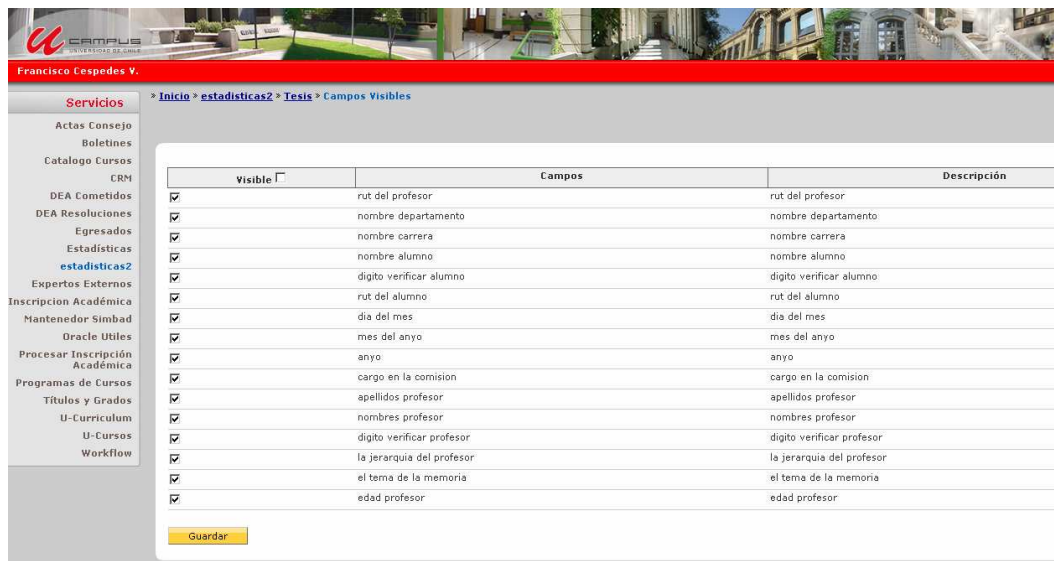 CAMPUS
UNIVERSIDAD DE CHILE
Francisco Cespedes V.
Servicios
Actas Consejo
Boletines
Catalogo Cursos
CRM
DEA Cometidos
DEA Resoluciones
Egresados
Estadísticas
estadisticas2
Expertos Externos
Inscripcion Académica
Mantenedor Simbad
Oracle Utiles
Procesar Inscripción
Académica
Programas de Cursos
Títulos y Grados
U-Curriculum
U-Cursos
Workflow
» Inicio » estadisticas2 » Tesis » Campos Visibles
Visible Campos Descripción
rut del profesor rut del profesor
nombre departamento nombre departamento
nombre carrera nombre carrera
nombre alumno nombre alumno
digito verificar alumno digito verificar alumno
rut del alumno rut del alumno
dia del mes dia del mes
mes del anyo mes del anyo
anyo anyo
cargo en la comision cargo en la comision
apellidos profesor apellidos profesor
nombres profesor nombres profesor
digito verificar profesor digito verificar profesor
la jerarquia del profesor la jerarquia del profesor
el tema de la memoria el tema de la memoria
edad profesor edad profesor
Guardar